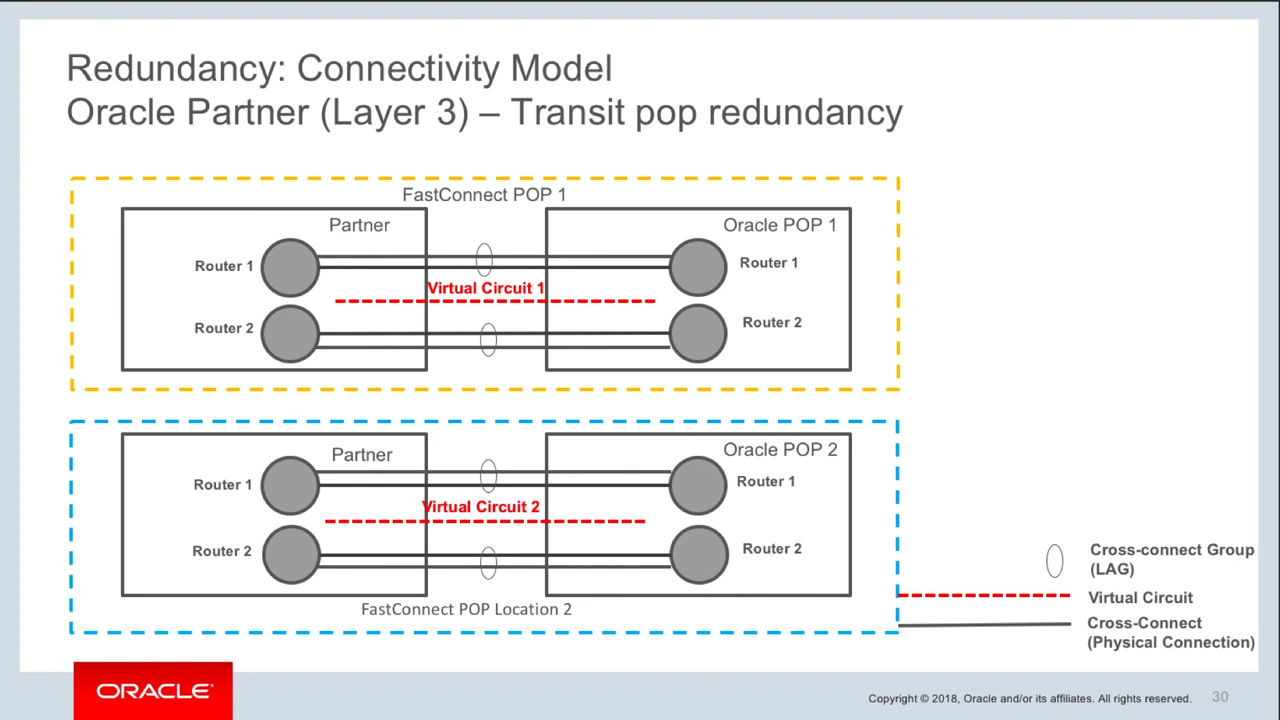 Redundancy: Connectivity Model
Oracle Partner (Layer 3) – Transit pop redundancy
FastConnect POP 1
Partner
Oracle POP 1
Router 1
Router 1
Virtual Circuit 1
Router 2
Router 2
Partner
Oracle POP 2
Router 1
Router 1
Virtual Circuit 2
Router 2
Router 2
FastConnect POP Location 2
Cross-connect Group
(LAG)
Virtual Circuit
Cross-Connect
(Physical Connection)
ORACLE®
Copyright © 2018, Oracle and/or its affiliates. All rights reserved.
30